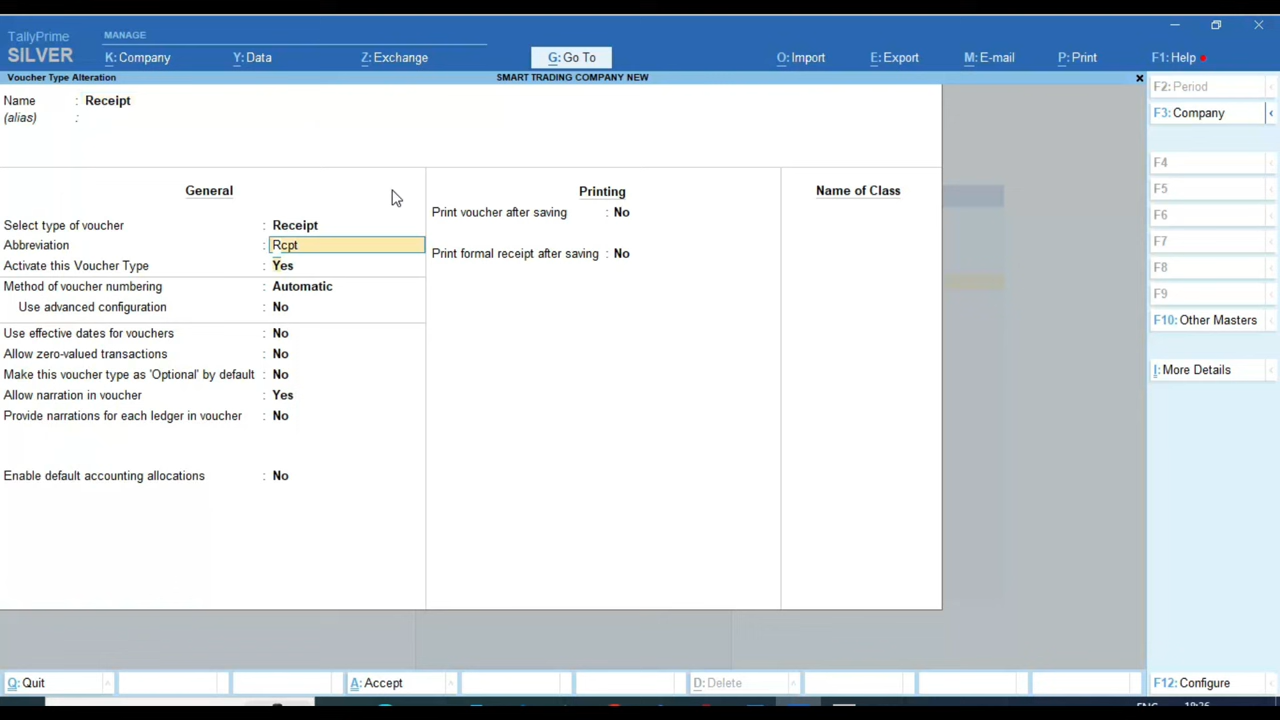 TallyPrime
SILVER
MANAGE
K: Company
Y: Data
Z: Exchange
G: Go To
O: Import
E: Export
M: E-mail
P: Print
F1: Help
Voucher Type Alteration
SMART TRADING COMPANY NEW
Name : Receipt
(alias) :
General
Select type of voucher : Receipt
Abbreviation : Rcpt
Activate this Voucher Type : Yes
Method of voucher numbering : Automatic
Use advanced configuration : No
Use effective dates for vouchers : No
Allow zero-valued transactions : No
Make this voucher type as 'Optional' by default : No
Allow narration in voucher : Yes
Provide narrations for each ledger in voucher : No
Enable default accounting allocations : No
Printing
Print voucher after saving : No
Print formal receipt after saving : No
Name of Class
F2: Period
F3: Company
F4
F5
F6
F7
F8
F9
F10: Other Masters
I: More Details
Q: Quit
A: Accept
D: Delete
F12: Configure